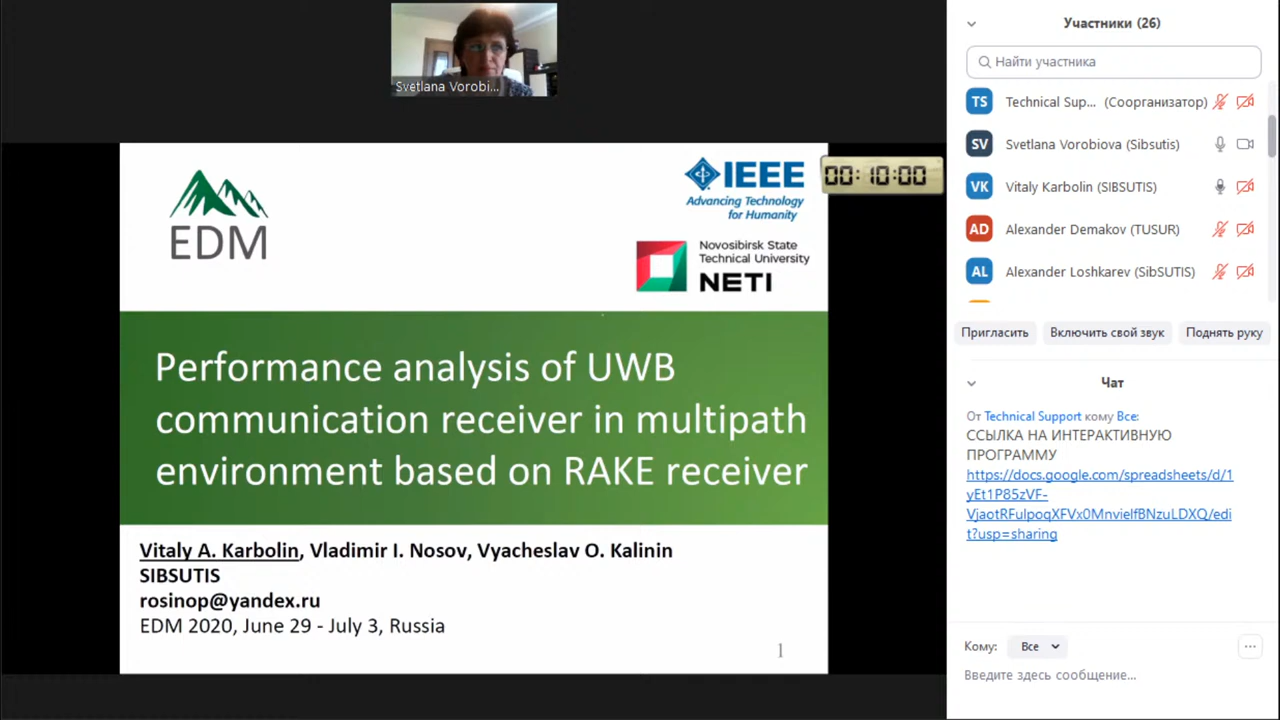 Svetlana Vorobi...
EDM
IEEE
Advancing Technology
for Humanity
00:10:00
Novosibirsk State
Technical University
NETI
Performance analysis of UWB
communication receiver in multipath
environment based on RAKE receiver
Vitaly A. Karbolin, Vladimir I. Nosov, Vyacheslav O. Kalinin
SIBSUTIS
rosinop@yandex.ru
EDM 2020, June 29 - July 3, Russia
1
Участники (26)
Найти участника
TS Technical Sup... (Соорганизатор)
SV Svetlana Vorobiova (Sibsutis)
VK Vitaly Karbolin (SIBSUTIS)
AD Alexander Demakov (TUSUR)
AL Alexander Loshkarev (SibSUTIS)
Пригласить Включить свой звук Поднять руку
Чат
От Technical Support кому Все:
ССЫЛКА НА ИНТЕРАКТИВНУЮ
ПРОГРАММУ
https://docs.google.com/spreadsheets/d/1
yEt1P85zVF-
VjaotRFulpoqXFVx0MnvielfBNzuLDXQ/edi
t?usp=sharing
Кому: Все
Введите здесь сообщение...